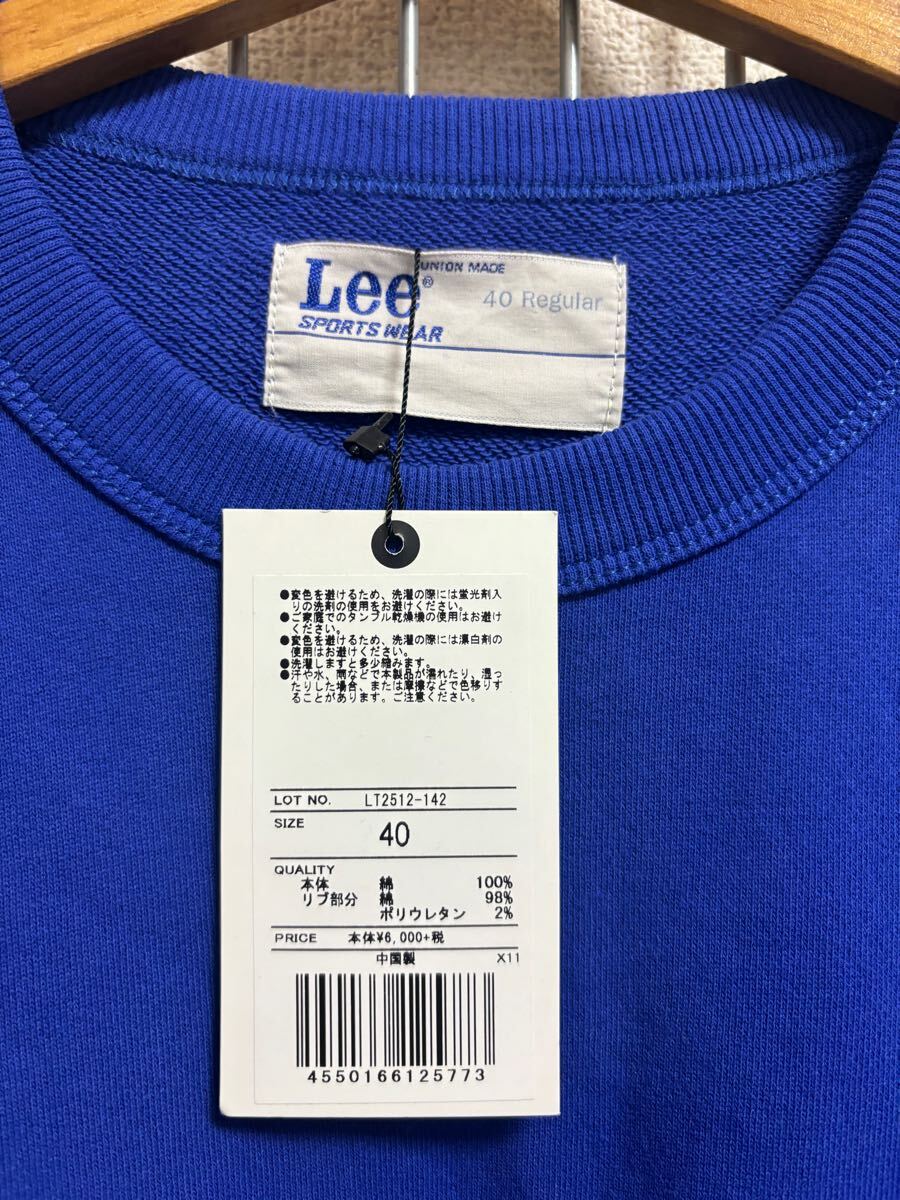 UNION MADE
Lee® 40 Regular
SPORTS WEAR
●変色を避けるため、洗濯の際には蛍光剤入
りの洗剤の使用をお避けください。
●ご家庭でのタンブル乾燥機の使用はお避け
ください。
●変色を避けるため、洗濯の際には漂白剤の
使用はお避けください。
●洗濯しますと多少縮みます。
●汗や水、雨などで本製品が濡れたり、湿っ
たりした場合、または摩擦などで色移りす
ることがあります。ご注意ください。
LOT NO. LT2512-142
SIZE 40
QUALITY
本体 綿 100%
リブ部分 綿 98%
ポリウレタン 2%
PRICE 本体¥6,000+税
中国製 X11
4550166125773